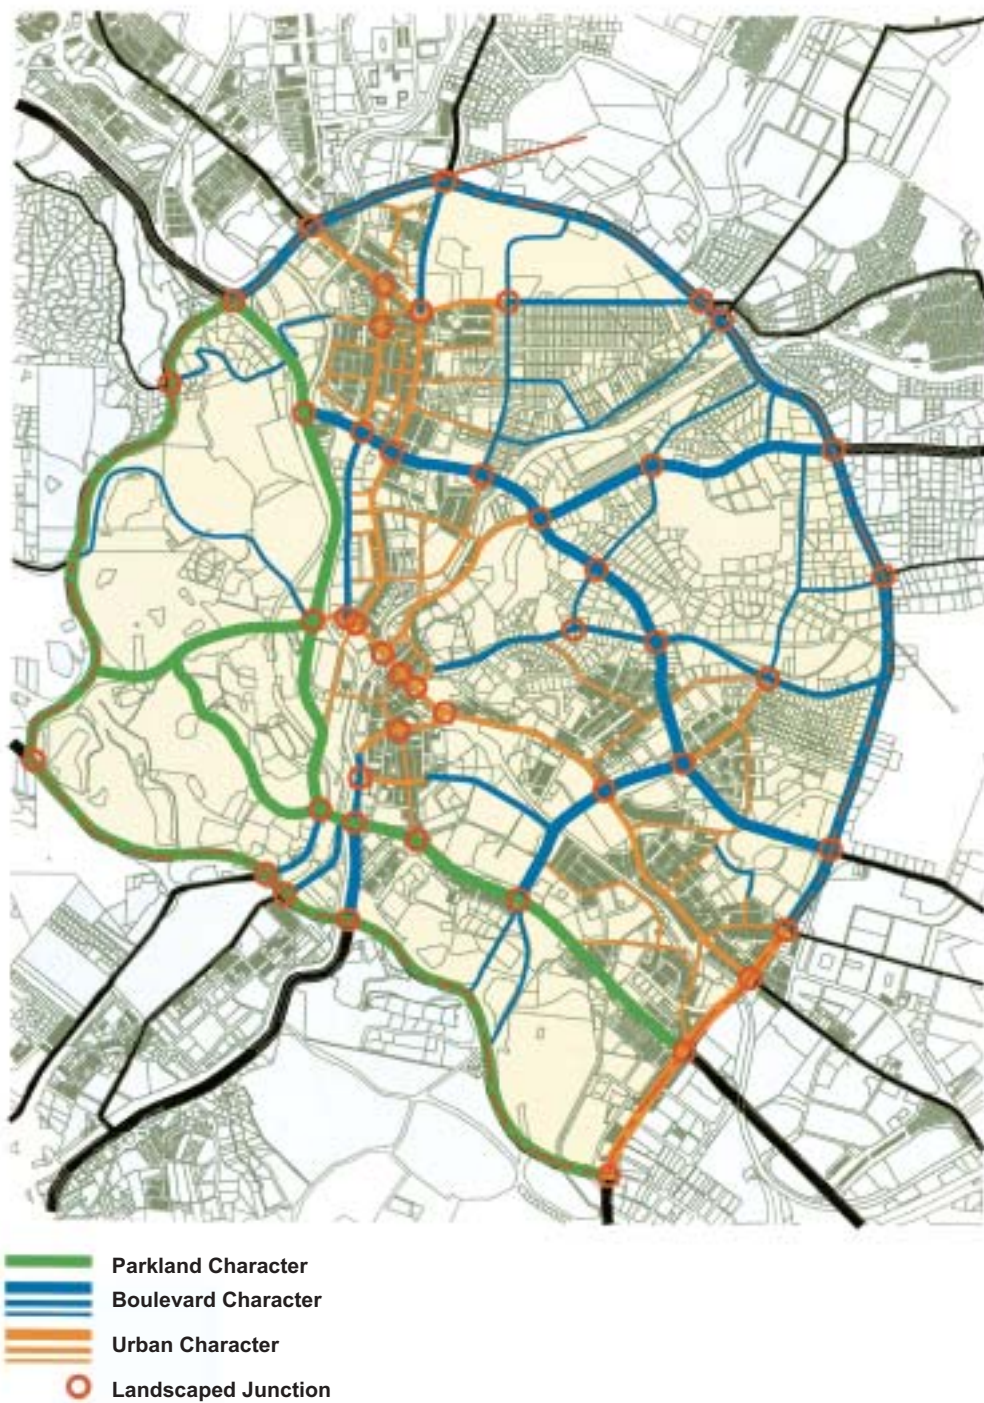 Parkland Character
Boulevard Character
Urban Character
Landscaped Junction